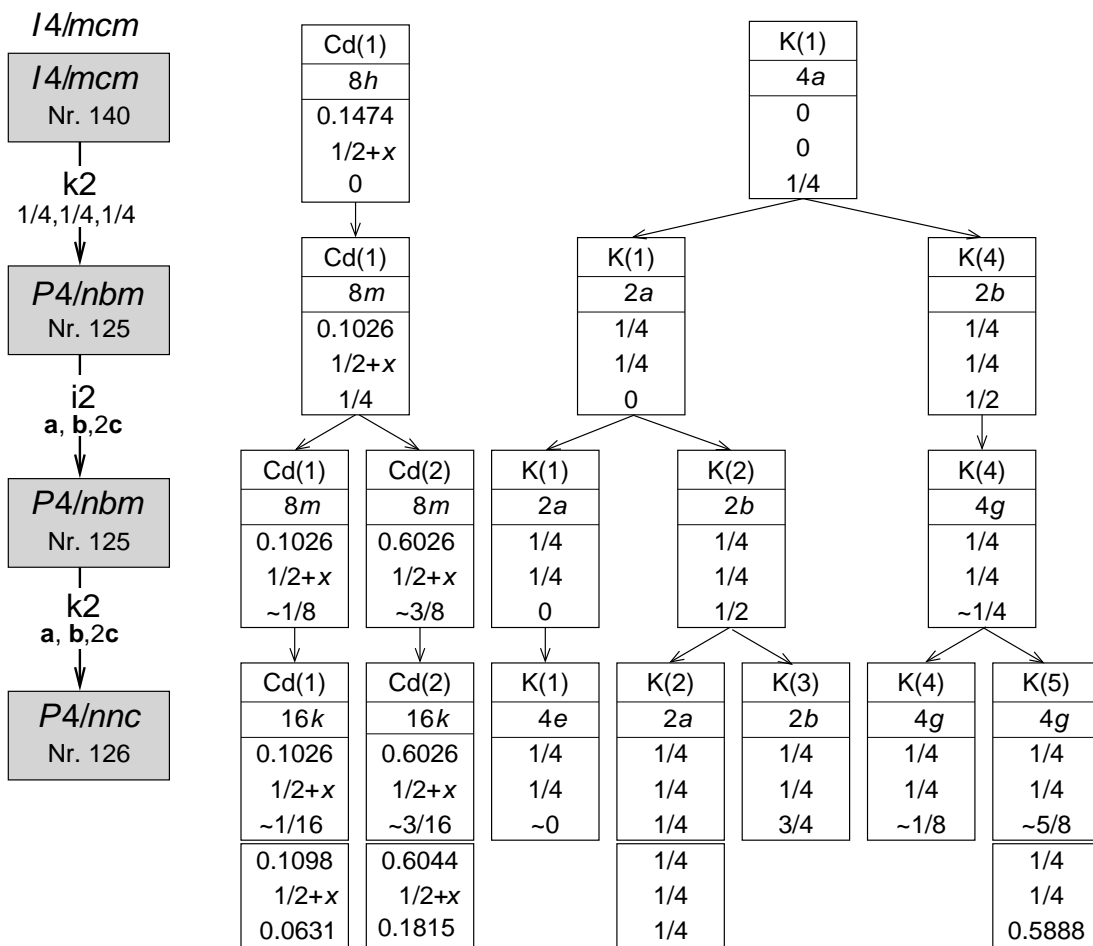 I4/mcm
I4/mcm
Nr. 140
k2
1/4,1/4,1/4
P4/nbm
Nr. 125
i2
a, b,2c
P4/nbm
Nr. 125
k2
a, b,2c
P4/nnc
Nr. 126
Cd(1)
8h
0.1474
1/2+x
0
K(1)
4a
0
0
1/4
Cd(1)
8m
0.1026
1/2+x
1/4
K(1)
2a
1/4
1/4
0
K(4)
2b
1/4
1/4
1/2
Cd(1)
8m
0.1026
1/2+x
~1/8
Cd(2)
8m
0.6026
1/2+x
~3/8
K(1)
2a
1/4
1/4
0
K(2)
2b
1/4
1/4
1/2
K(4)
4g
1/4
1/4
~1/4
Cd(1)
16k
0.1026
1/2+x
~1/16
0.1098
1/2+x
0.0631
Cd(2)
16k
0.6026
1/2+x
~3/16
0.6044
1/2+x
0.1815
K(1)
4e
1/4
1/4
~0
K(2)
2a
1/4
1/4
1/4
1/4
1/4
1/4
K(3)
2b
1/4
1/4
3/4
K(4)
4g
1/4
1/4
~1/8
K(5)
4g
1/4
1/4
~5/8
1/4
1/4
0.5888